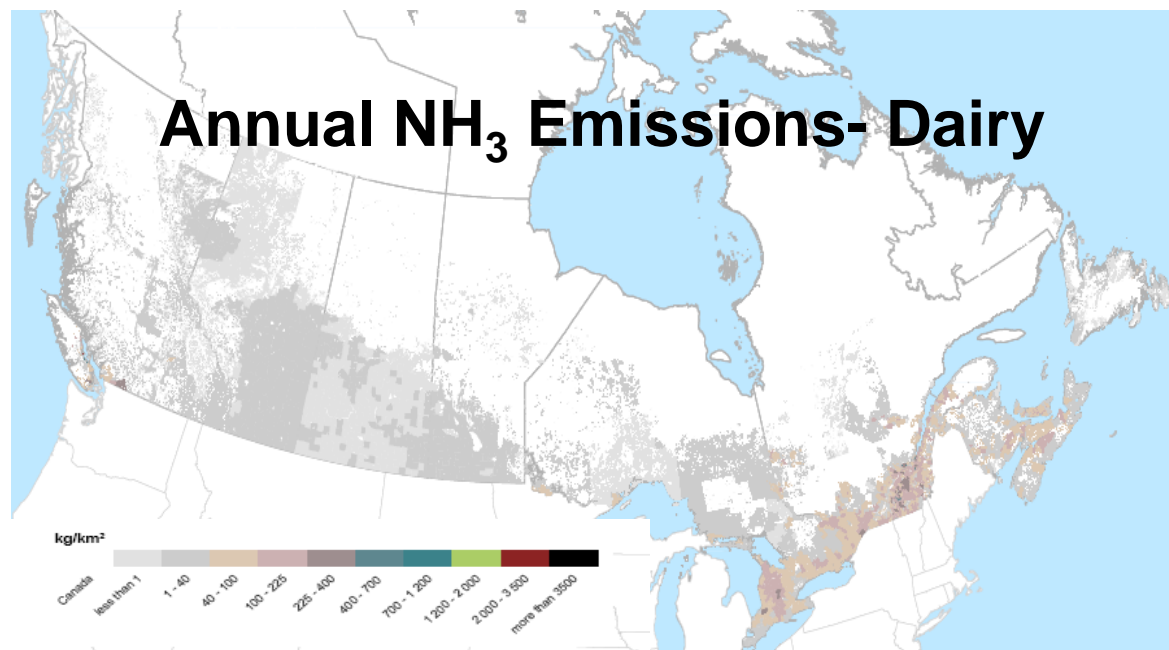 Annual NH₃ Emissions- Dairy
kg/km²
Canada
less than 1
1 - 40
40 - 100
100 - 225
225 - 400
400 - 700
700 - 1 200
1 200 - 2 000
2 000 - 3 500
more than 3500